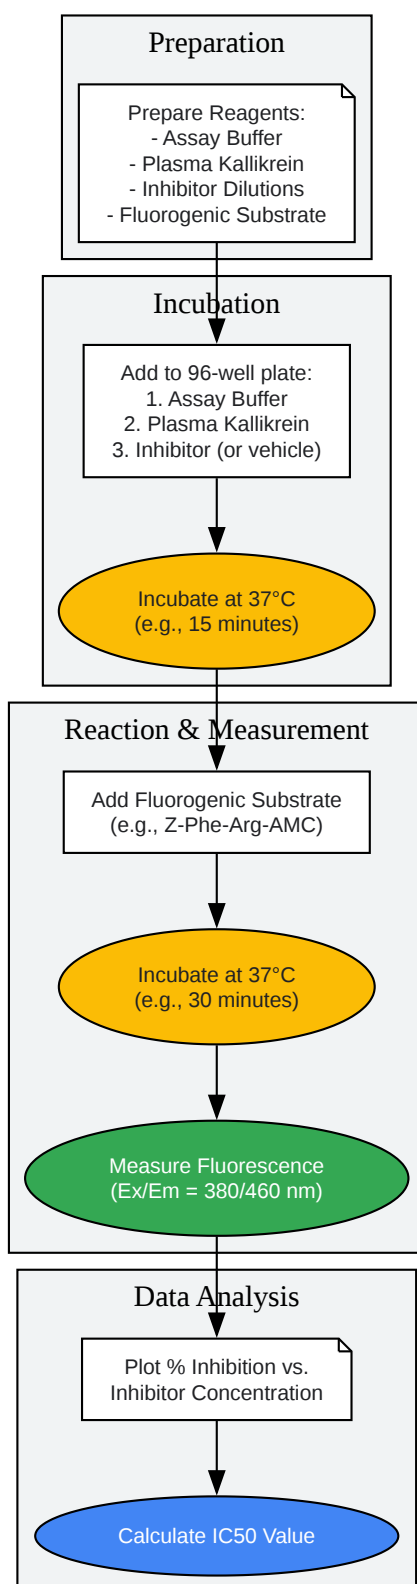 Preparation
Prepare Reagents:
- Assay Buffer
- Plasma Kallikrein
- Inhibitor Dilutions
- Fluorogenic Substrate
Incubation
Add to 96-well plate:
1. Assay Buffer
2. Plasma Kallikrein
3. Inhibitor (or vehicle)
Incubate at 37°C
(e.g., 15 minutes)
Reaction & Measurement
Add Fluorogenic Substrate
(e.g., Z-Phe-Arg-AMC)
Incubate at 37°C
(e.g., 30 minutes)
Measure Fluorescence
(Ex/Em = 380/460 nm)
Data Analysis
Plot % Inhibition vs.
Inhibitor Concentration
Calculate IC50 Value